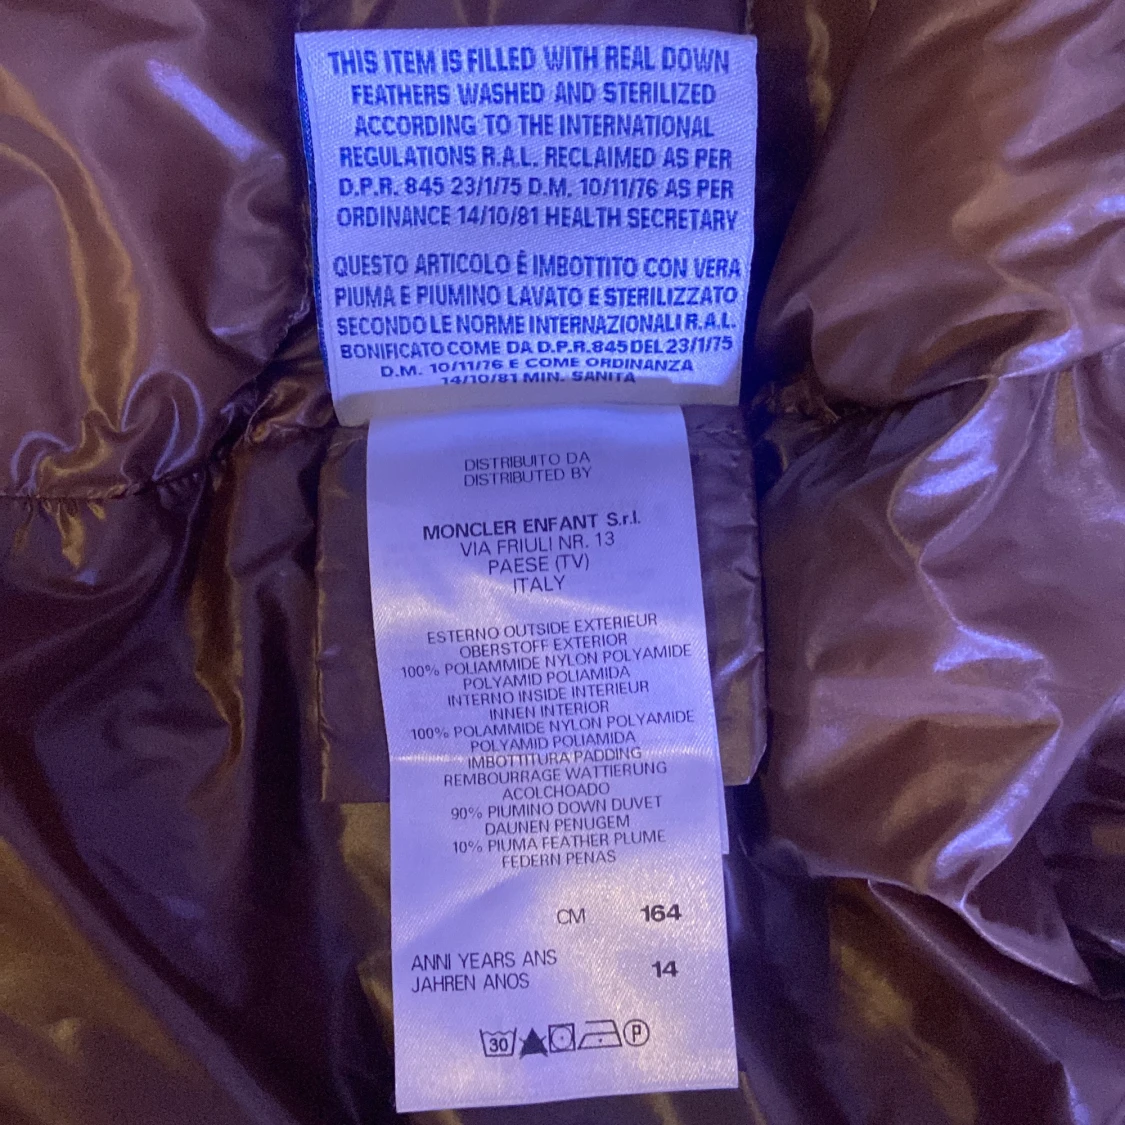 THIS ITEM IS FILLED WITH REAL DOWN
FEATHERS WASHED AND STERILIZED
ACCORDING TO THE INTERNATIONAL
REGULATIONS R.A.L. RECLAIMED AS PER
D.P.R. 845 23/1/75 D.M. 10/11/76 AS PER
ORDINANCE 14/10/81 HEALTH SECRETARY
QUESTO ARTICOLO È IMBOTTITO CON VERA
PIUMA E PIUMINO LAVATO E STERILIZZATO
SECONDO LE NORME INTERNAZIONALI R.A.L.
BONIFICATO COME DA D.P.R. 845 DEL 23/1/75
D.M. 10/11/76 E COME ORDINANZA
14/10/81 MIN. SANITA
DISTRIBUITO DA
DISTRIBUTED BY
MONCLER ENFANT S.r.l.
VIA FRIULI NR. 13
PAESE (TV)
ITALY
ESTERNO OUTSIDE EXTERIEUR
OBERSTOFF EXTERIOR
100% POLIAMMIDE NYLON POLYAMIDE
POLYAMID POLIAMIDA
INTERNO INSIDE INTERIEUR
INNEN INTERIOR
100% POLAMMIDE NYLON POLYAMIDE
POLYAMID POLIAMIDA
IMBOTTITURA PADDING
REMBOURRAGE WATTIERUNG
ACOLCHOADO
90% PIUMINO DOWN DUVET
DAUNEN PENUGEM
10% PIUMA FEATHER PLUME
FEDERN PENAS
CM 164
ANNI YEARS ANS
JAHREN ANOS 14
30 P